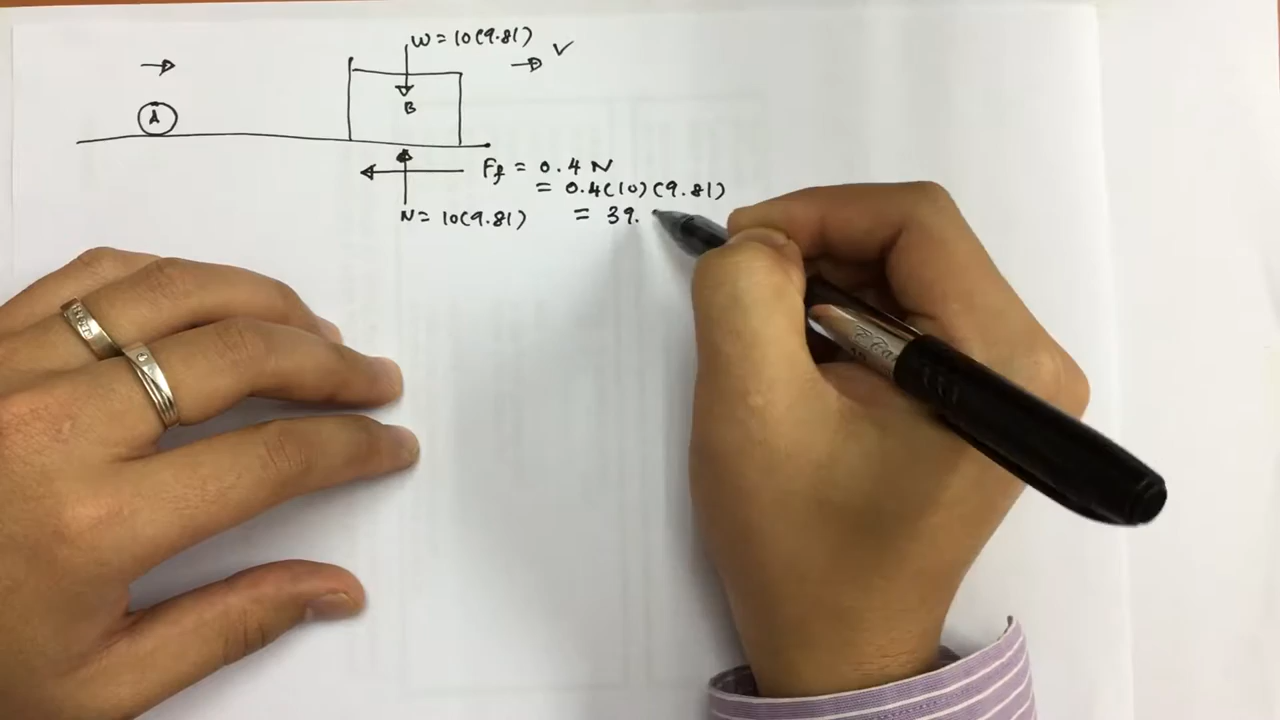 W = 10(9.81)
V
A
B
Ff = 0.4 N
= 0.4(10)(9.81)
N = 10(9.81)
= 39.